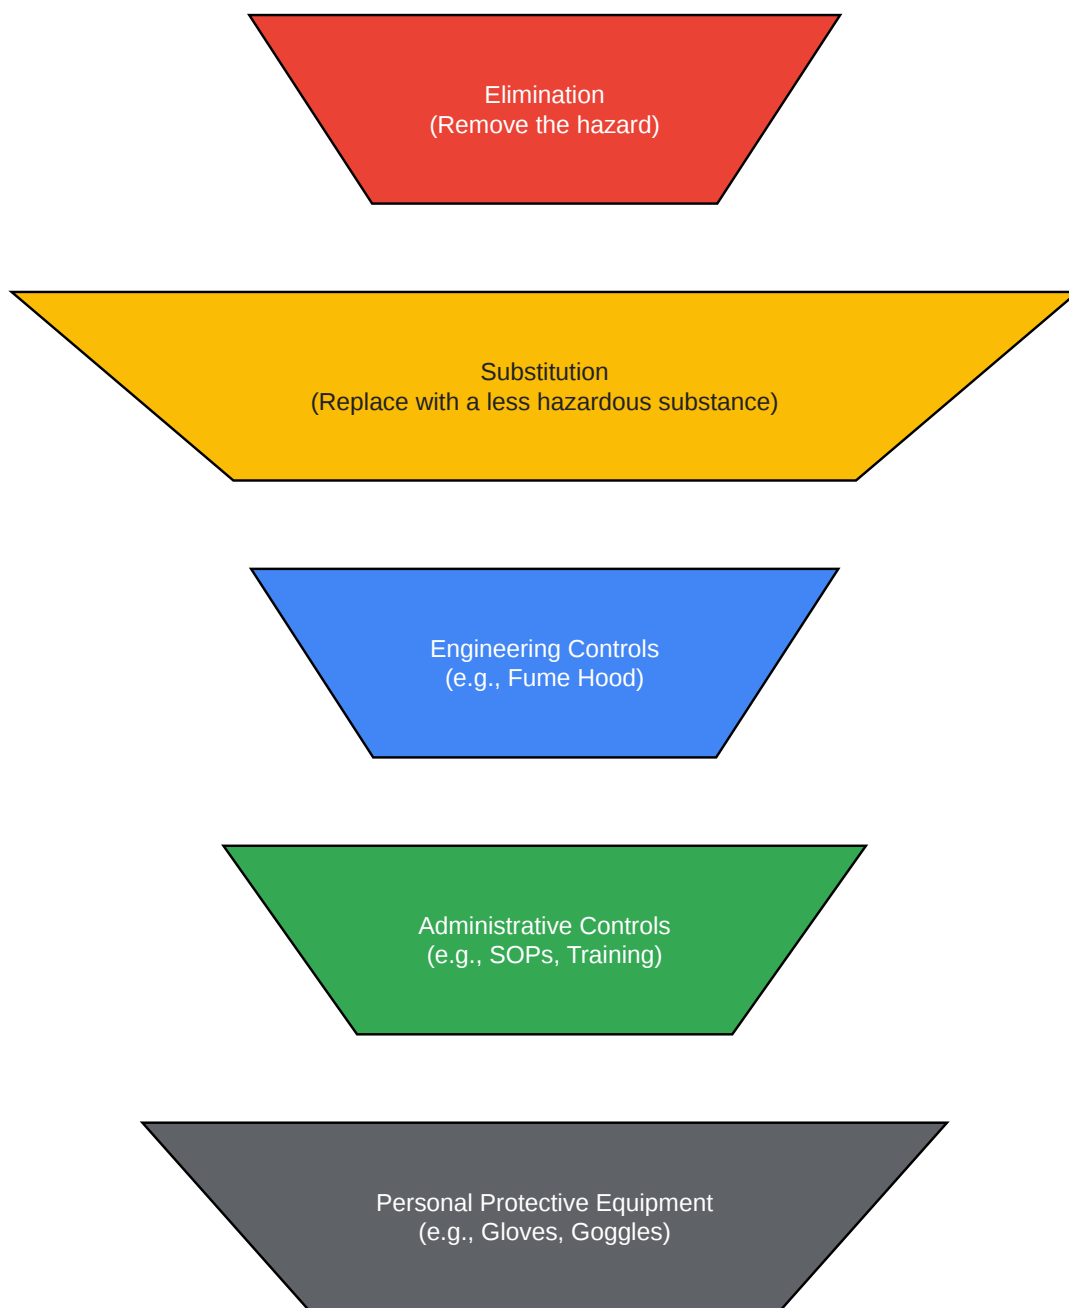 Elimination
(Remove the hazard)
Substitution
(Replace with a less hazardous substance)
Engineering Controls
(e.g., Fume Hood)
Administrative Controls
(e.g., SOPs, Training)
Personal Protective Equipment
(e.g., Gloves, Goggles)